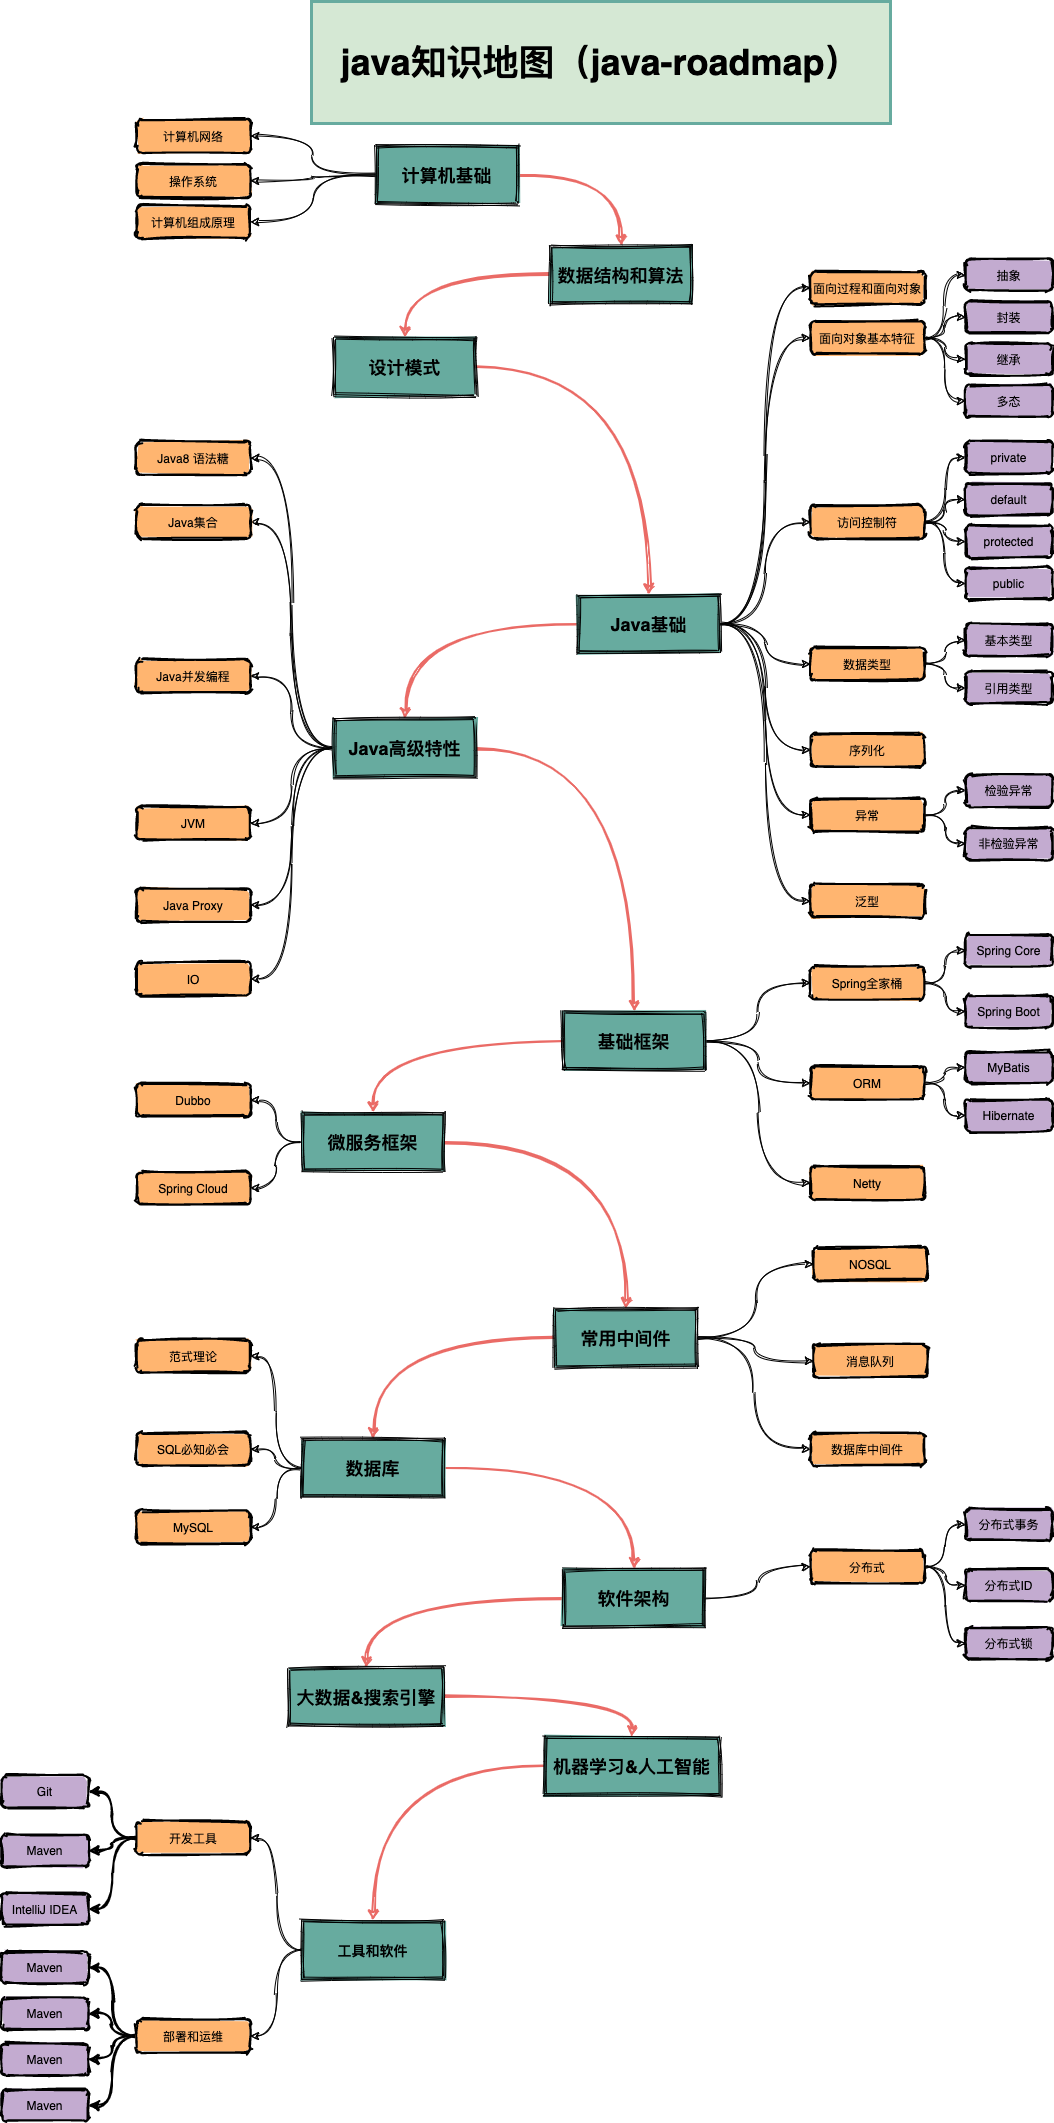 java知识地图（java-roadmap）
计算机网络
操作系统
计算机组成原理
计算机基础
数据结构和算法
设计模式
面向过程和面向对象
面向对象基本特征
抽象
封装
继承
多态
访问控制符
private
default
protected
public
Java基础
数据类型
基本类型
引用类型
序列化
异常
检验异常
非检验异常
泛型
Java8 语法糖
Java集合
Java并发编程
Java高级特性
JVM
Java Proxy
IO
基础框架
Spring全家桶
Spring Core
Spring Boot
ORM
MyBatis
Hibernate
Netty
Dubbo
微服务框架
Spring Cloud
常用中间件
NOSQL
消息队列
数据库中间件
范式理论
SQL必知必会
MySQL
数据库
软件架构
分布式
分布式事务
分布式ID
分布式锁
大数据&搜索引擎
机器学习&人工智能
Git
Maven
IntelliJ IDEA
开发工具
工具和软件
部署和运维
Maven
Maven
Maven
Maven